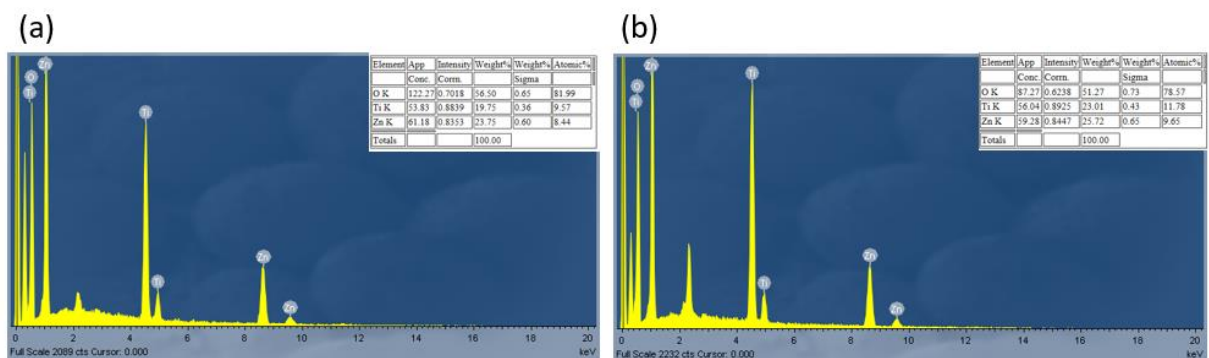 (a)
(b)
Element App Intensity Weight% Weight% Atomic%
Conc. Corrn. Sigma
O K 122.27 0.7018 56.50 0.65 81.99
Ti K 53.83 0.8839 19.75 0.36 9.57
Zn K 61.18 0.8353 23.75 0.60 8.44
Totals 100.00
Zn
O
Ti
Ti
Ti
Zn
Zn
0 2 4 6 8 10 12 14 16 18 20
Full Scale 2089 cts Cursor: 0.000 keV
Element App Intensity Weight% Weight% Atomic%
Conc. Corrn. Sigma
O K 87.27 0.6238 51.27 0.73 78.57
Ti K 56.04 0.8925 23.01 0.43 11.78
Zn K 59.28 0.8447 25.72 0.65 9.65
Totals 100.00
Zn
Ti
O
Ti
Ti
Zn
Zn
0 2 4 6 8 10 12 14 16 18 20
Full Scale 2232 cts Cursor: 0.000 keV